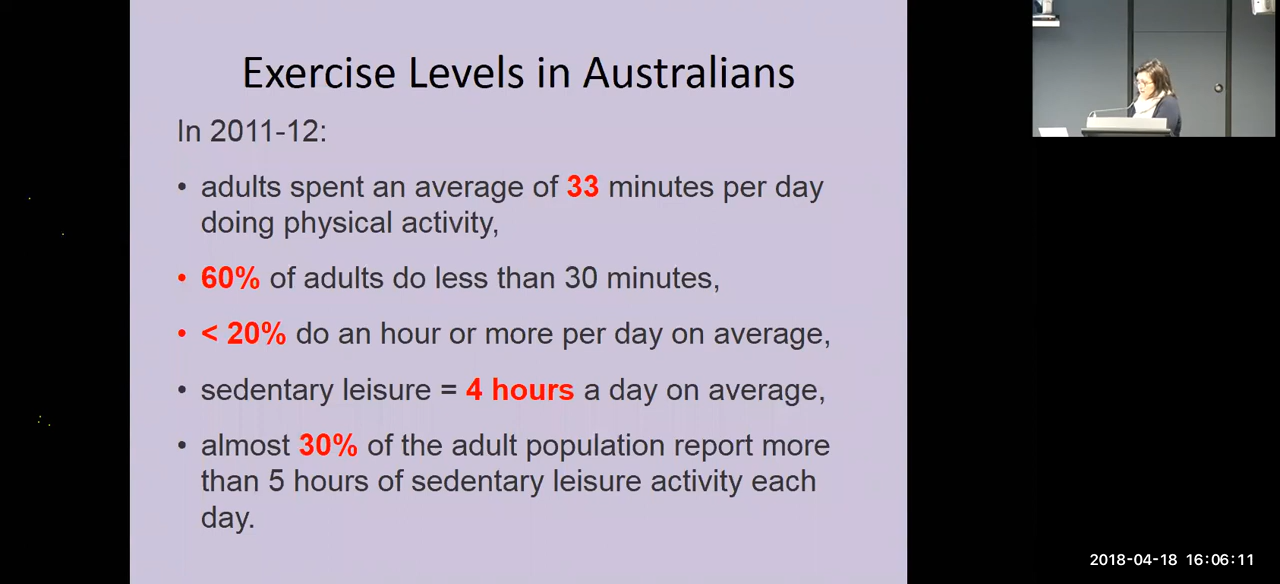 Exercise Levels in Australians
In 2011-12:
• adults spent an average of 33 minutes per day
doing physical activity,
• 60% of adults do less than 30 minutes,
• < 20% do an hour or more per day on average,
• sedentary leisure = 4 hours a day on average,
• almost 30% of the adult population report more
than 5 hours of sedentary leisure activity each
day.
2018-04-18 16:06:11